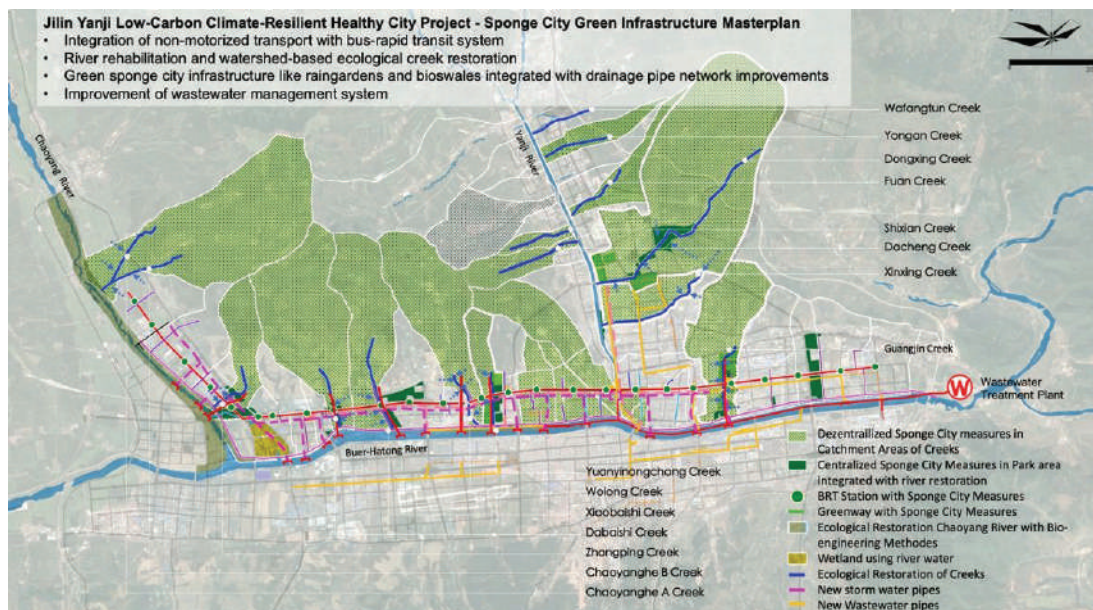 Jilin Yanji Low-Carbon Climate-Resilient Healthy City Project - Sponge City Green Infrastructure Masterplan
• Integration of non-motorized transport with bus-rapid transit system
• River rehabilitation and watershed-based ecological creek restoration
• Green sponge city infrastructure like raingardens and bioswales integrated with drainage pipe network improvements
• Improvement of wastewater management system
0
Chaoyang River
Yanji River
Wafangtun Creek
Yongan Creek
Dongxing Creek
Fuan Creek
Shixian Creek
Dacheng Creek
Xinxing Creek
Guangjin Creek
W
Wastewater
Treatment Plant
Buer-Hatong River
Yuanyinongchang Creek
Wolong Creek
Xiaobaishi Creek
Dabaishi Creek
Zhongping Creek
Chaoyanghe B Creek
Chaoyanghe A Creek
Dezentrallized Sponge City measures in
Catchment Areas of Creeks
Centralized Sponge City Measures in Park area
integrated with river restoration
BRT Station with Sponge City Measures
Greenway with Sponge City Measures
Ecological Restoration Chaoyang River with Bio-
engineering Methodes
Wetland using river water
Ecological Restoration of Creeks
New storm water pipes
New Wastewater pipes